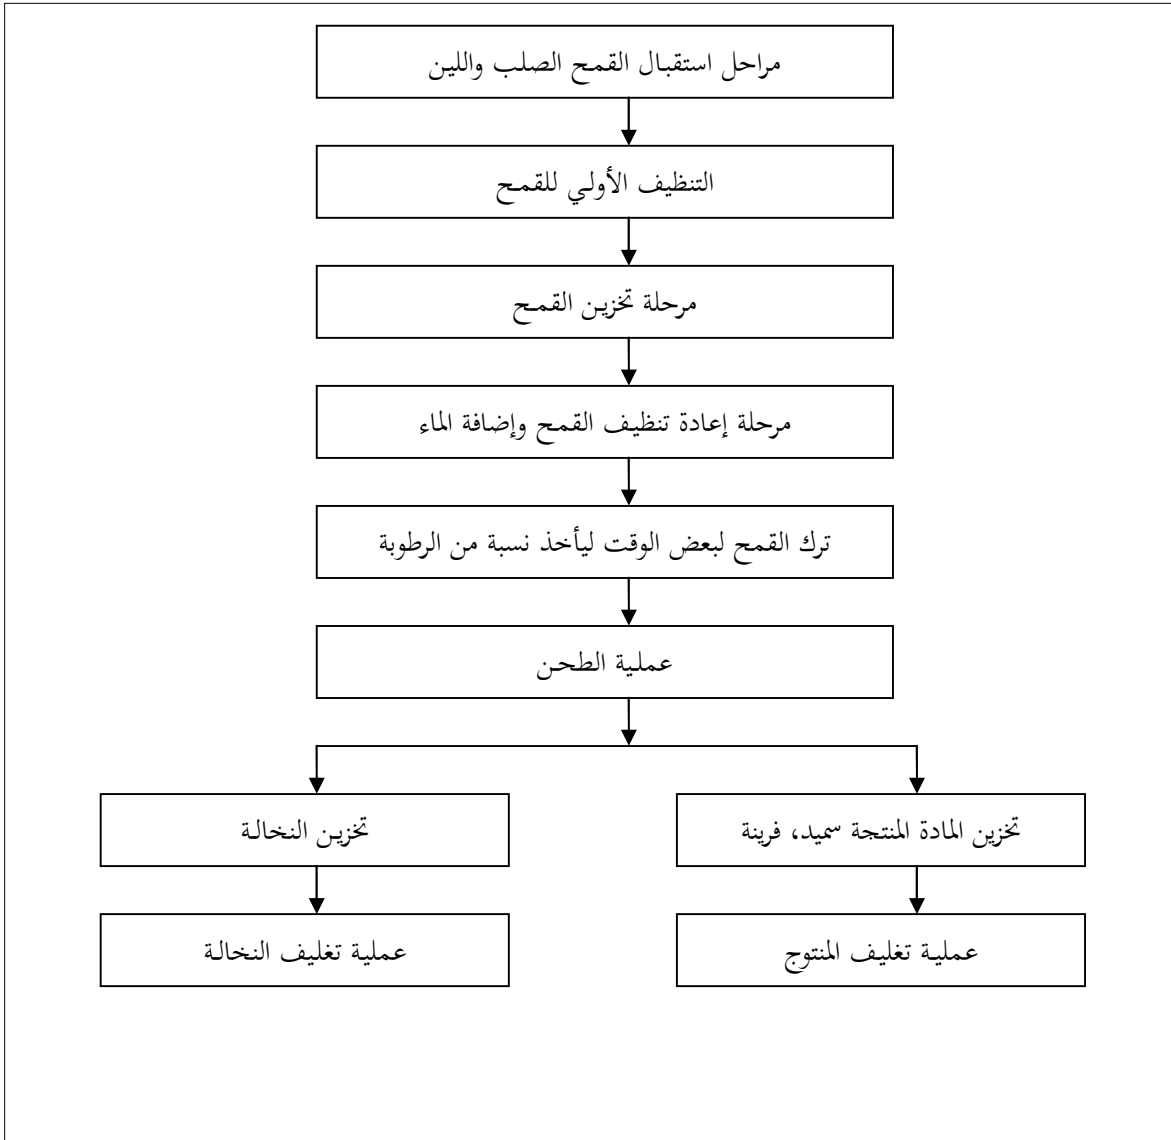 مراحل استقبال القمح الصلب واللين
التنظيف الأولي للقمح
مرحلة تخزين القمح
مرحلة إعادة تنظيف القمح وإضافة الماء
ترك القمح لبعض الوقت ليأخذ نسبة من الرطوبة
عملية الطحن
تخزين المادة المنتجة سميد، فرينة
تخزين النخالة
عملية تغليف المنتوج
عملية تغليف النخالة